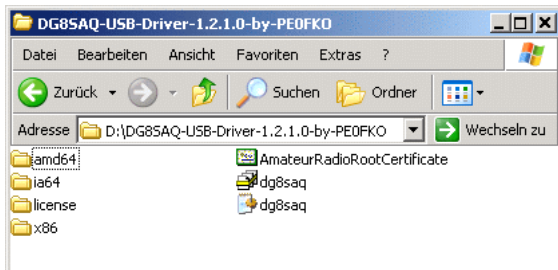 DG8SAQ-USB-Driver-1.2.1.0-by-PE0FKO
Datei Bearbeiten Ansicht Favoriten Extras ?
Zurück Suchen Ordner
Adresse D:\DG8SAQ-USB-Driver-1.2.1.0-by-PE0FKO Wechseln zu
amd64 AmateurRadioRootCertificate
ia64 dg8saq
license dg8saq
x86